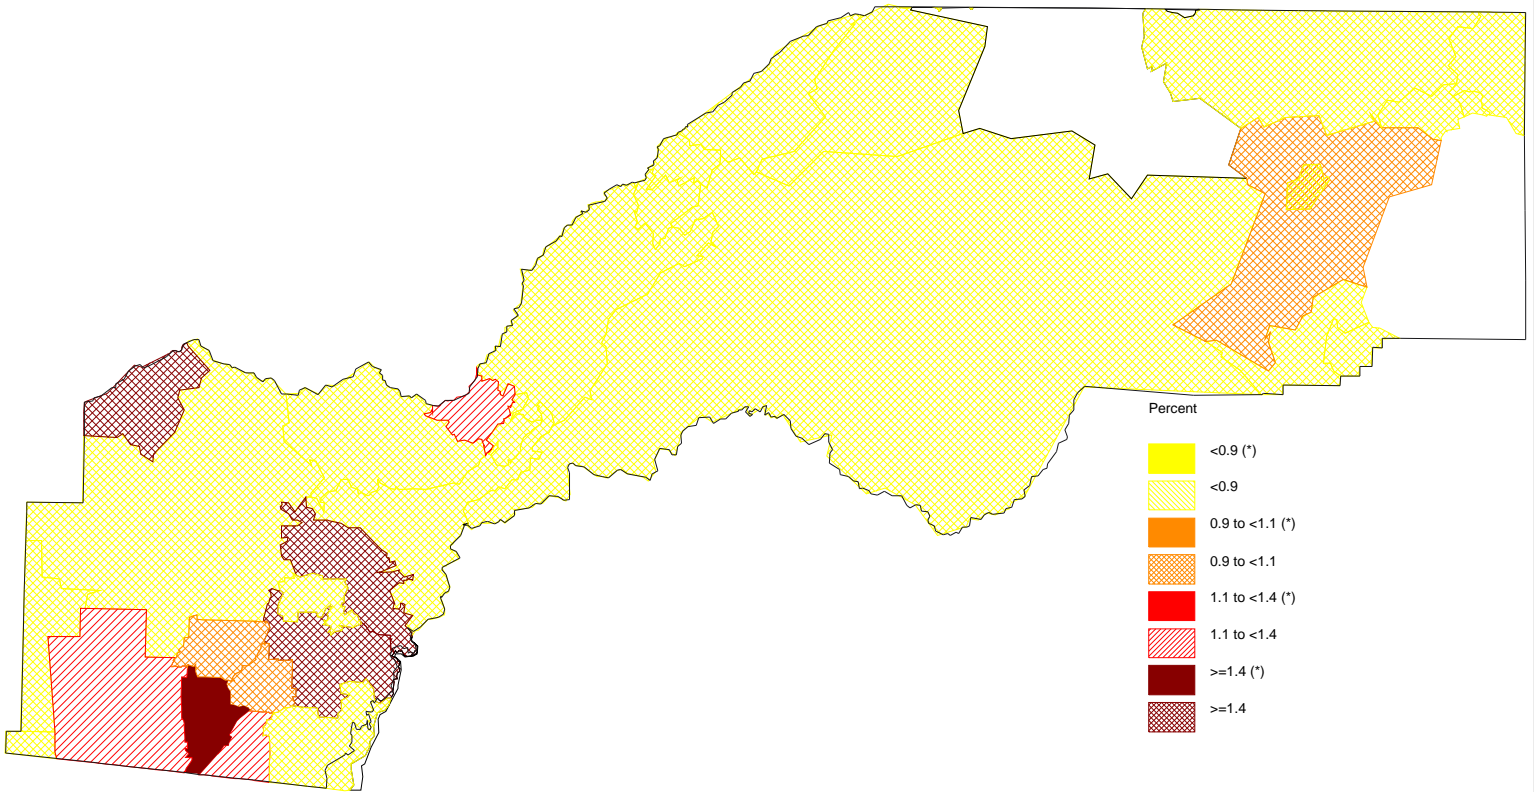 Percent
<0.9 (*)
<0.9
0.9 to <1.1 (*)
0.9 to <1.1
1.1 to <1.4 (*)
1.1 to <1.4
>=1.4 (*)
>=1.4